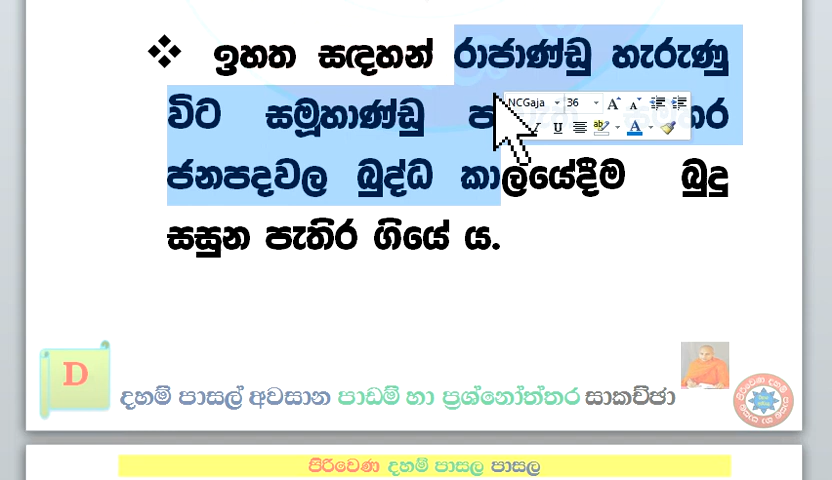 ❖ ඉහත සඳහන් රාජාණ්ඩු හැරුණු
විට සමූහාණ්ඩු
NCGaja 36
ජනපදවල බුද්ධ කාලයේදීම බුදු
සසුන පැතිර ගියේ ය.
D
දහම් පාසල් අවසාන පාඩම් හා ප්‍රශ්නෝත්තර සාකච්ඡා
පිරිවෙණ දහම් පාසල පාසල